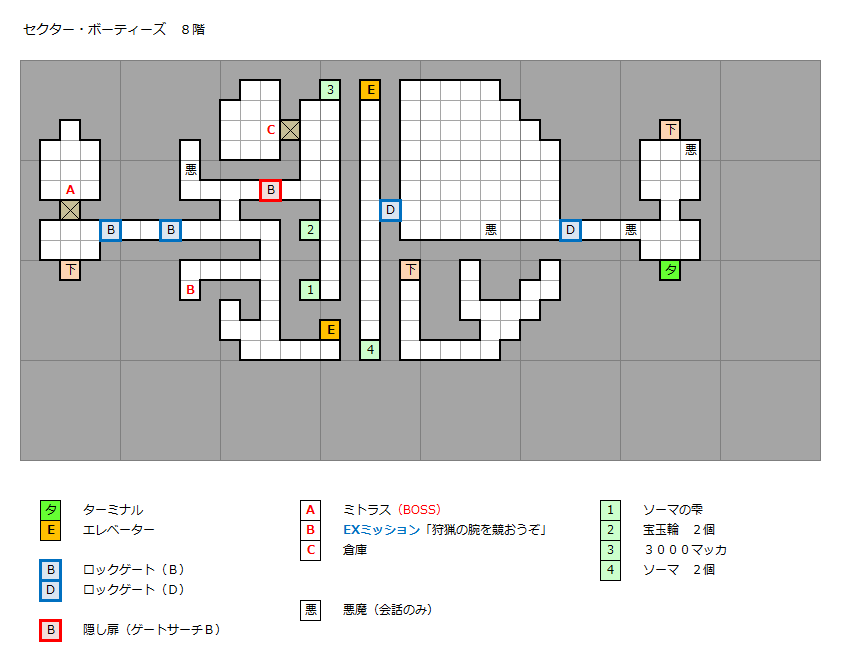 セクター・ボーティーズ　８階
3 E
C 下
悪 悪
A B
D
B B 2 悪 D 悪
下 下 タ
B 1
E
4
タ ターミナル
E エレベーター
B ロックゲート（Ｂ）
D ロックゲート（Ｄ）
B 隠し扉（ゲートサーチＢ）
A ミトラス（BOSS）
B EXミッション「狩猟の腕を競おうぞ」
C 倉庫
悪 悪魔（会話のみ）
1 ソーマの雫
2 宝玉輪　２個
3 ３０００マッカ
4 ソーマ　２個